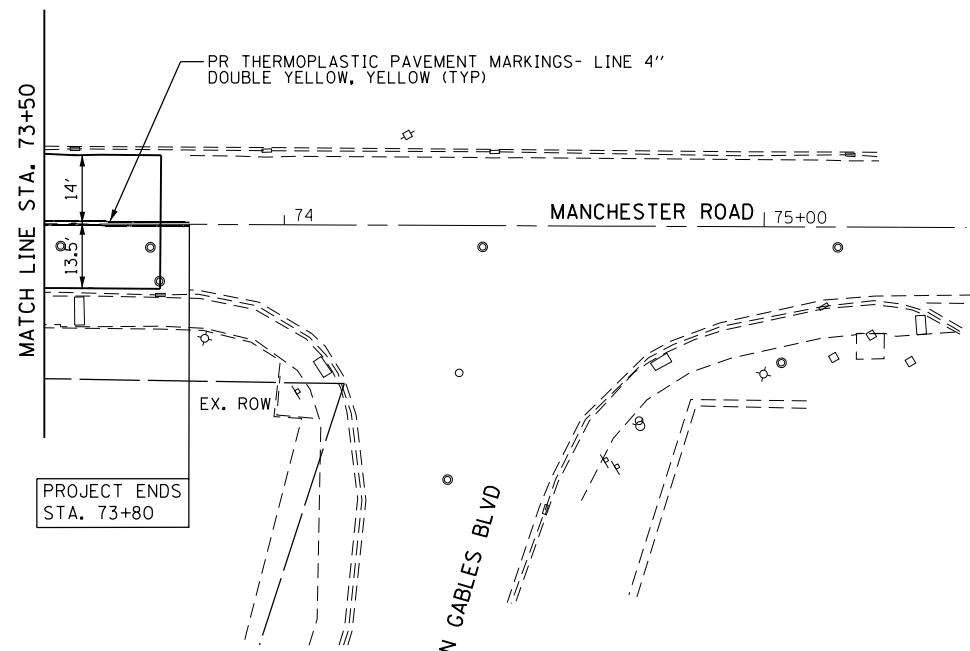 PR THERMOPLASTIC PAVEMENT MARKINGS- LINE 4''
DOUBLE YELLOW, YELLOW (TYP)
MATCH LINE STA. 73+50
14'
13.5'
74
MANCHESTER ROAD
75+00
EX. ROW
PROJECT ENDS
STA. 73+80
N GABLES BLVD